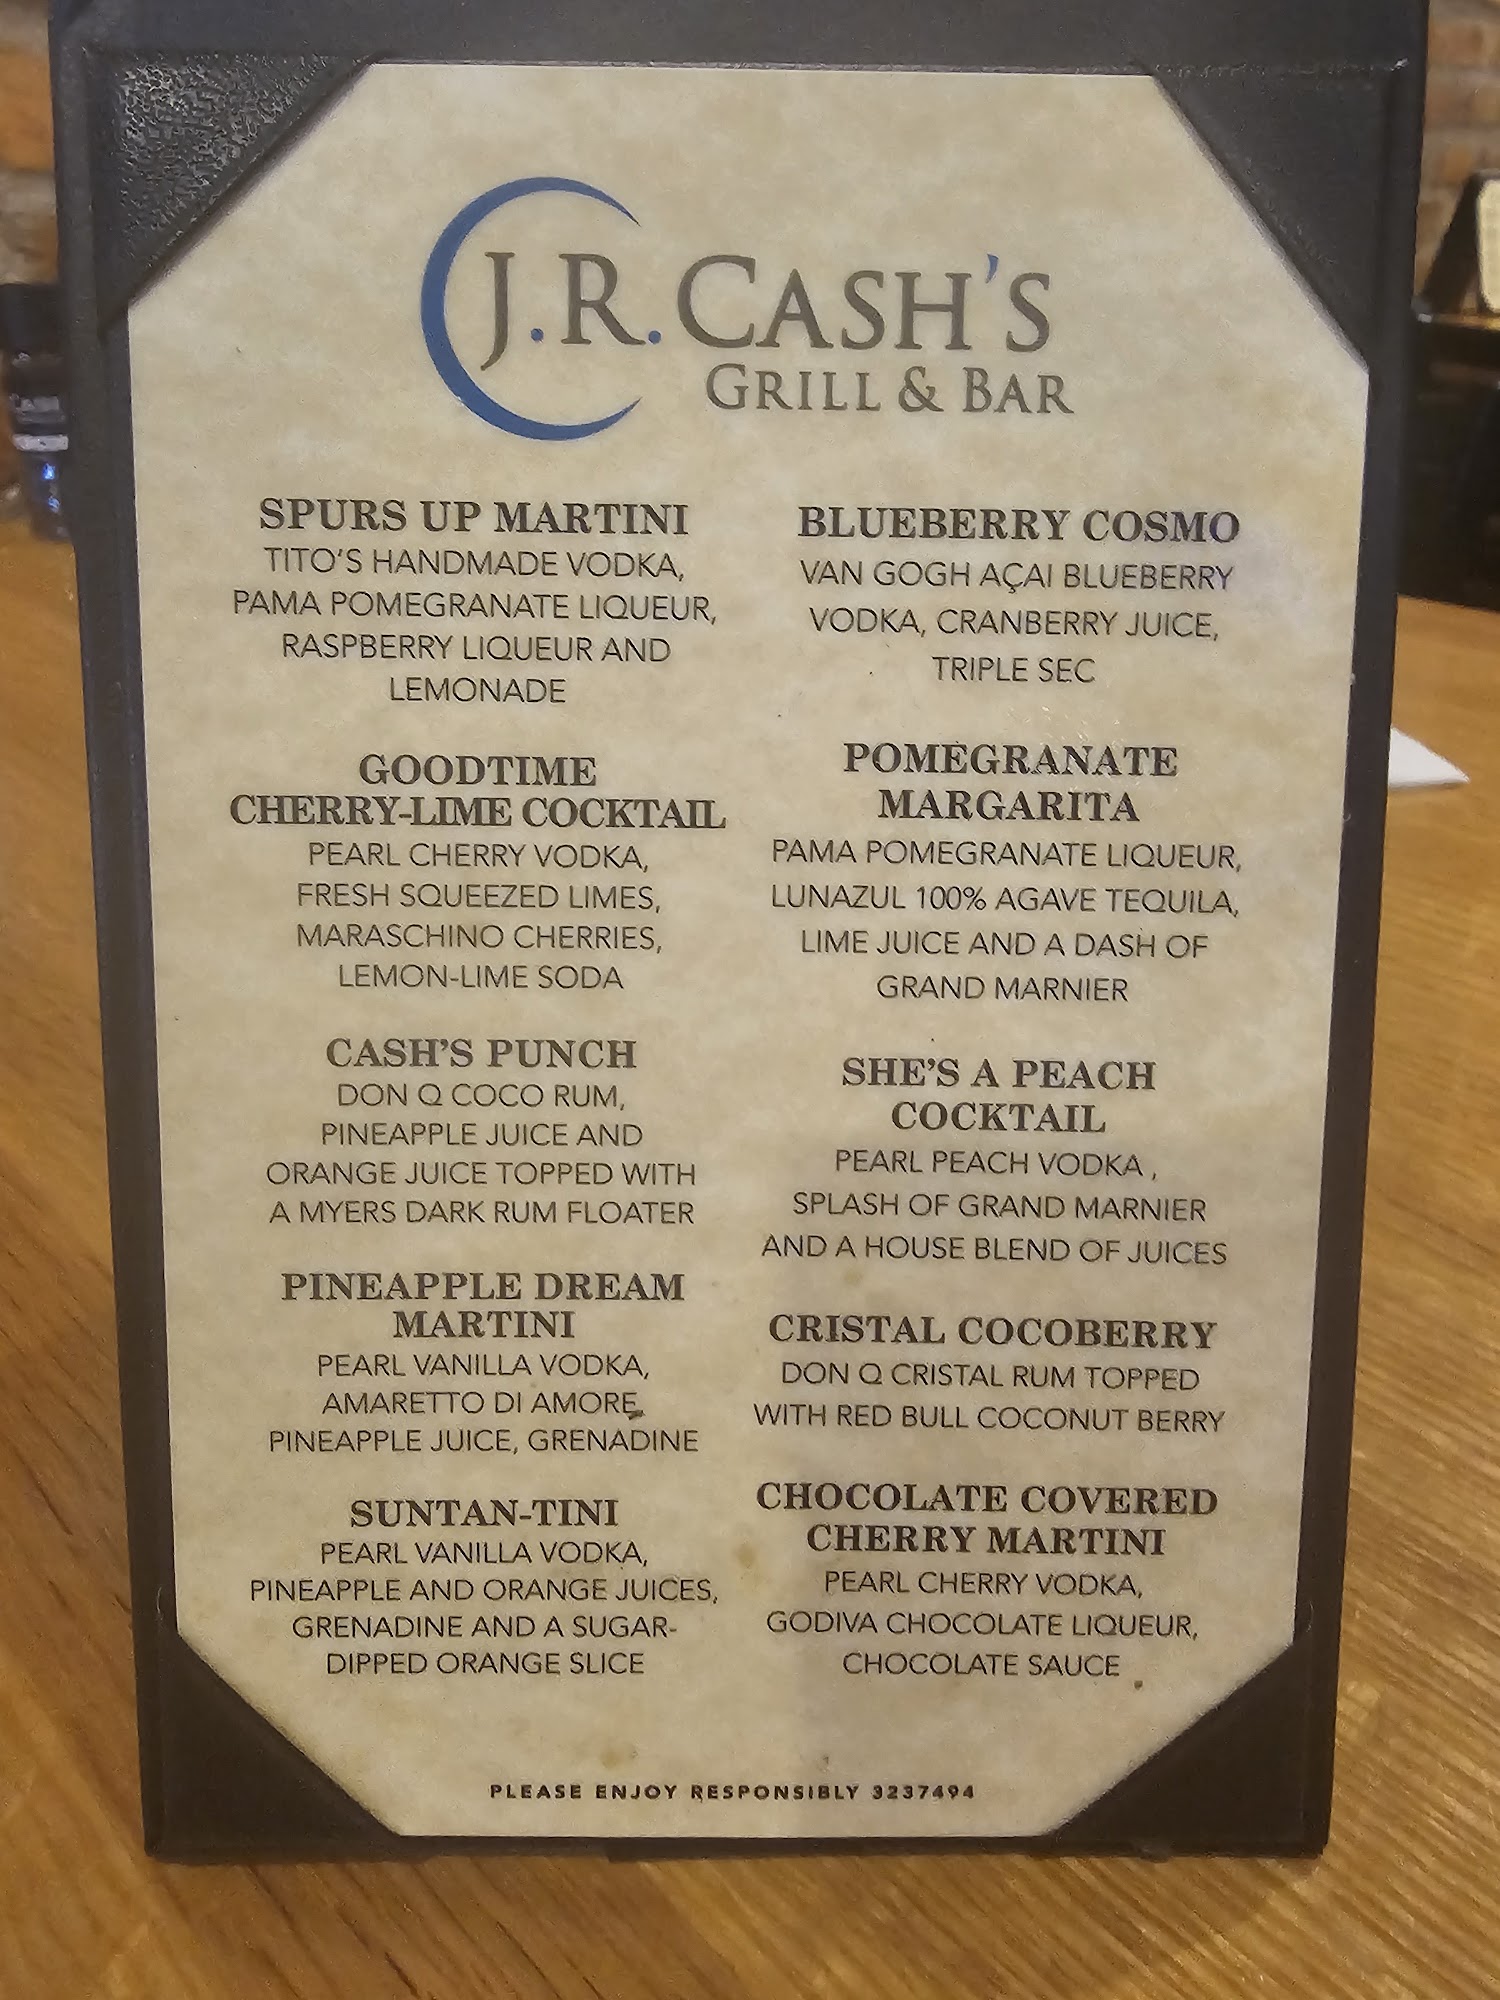 J.R. CASH'S
GRILL & BAR
SPURS UP MARTINI
TITO'S HANDMADE VODKA,
PAMA POMEGRANATE LIQUEUR,
RASPBERRY LIQUEUR AND
LEMONADE
GOODTIME
CHERRY-LIME COCKTAIL
PEARL CHERRY VODKA,
FRESH SQUEEZED LIMES,
MARASCHINO CHERRIES,
LEMON-LIME SODA
CASH'S PUNCH
DON Q COCO RUM,
PINEAPPLE JUICE AND
ORANGE JUICE TOPPED WITH
A MYERS DARK RUM FLOATER
PINEAPPLE DREAM
MARTINI
PEARL VANILLA VODKA,
AMARETTO DI AMORE,
PINEAPPLE JUICE, GRENADINE
SUNTAN-TINI
PEARL VANILLA VODKA,
PINEAPPLE AND ORANGE JUICES,
GRENADINE AND A SUGAR-
DIPPED ORANGE SLICE
BLUEBERRY COSMO
VAN GOGH AÇAI BLUEBERRY
VODKA, CRANBERRY JUICE,
TRIPLE SEC
POMEGRANATE
MARGARITA
PAMA POMEGRANATE LIQUEUR,
LUNAZUL 100% AGAVE TEQUILA,
LIME JUICE AND A DASH OF
GRAND MARNIER
SHE'S A PEACH
COCKTAIL
PEARL PEACH VODKA ,
SPLASH OF GRAND MARNIER
AND A HOUSE BLEND OF JUICES
CRISTAL COCOBERRY
DON Q CRISTAL RUM TOPPED
WITH RED BULL COCONUT BERRY
CHOCOLATE COVERED
CHERRY MARTINI
PEARL CHERRY VODKA,
GODIVA CHOCOLATE LIQUEUR,
CHOCOLATE SAUCE
PLEASE ENJOY RESPONSIBLY 3237494